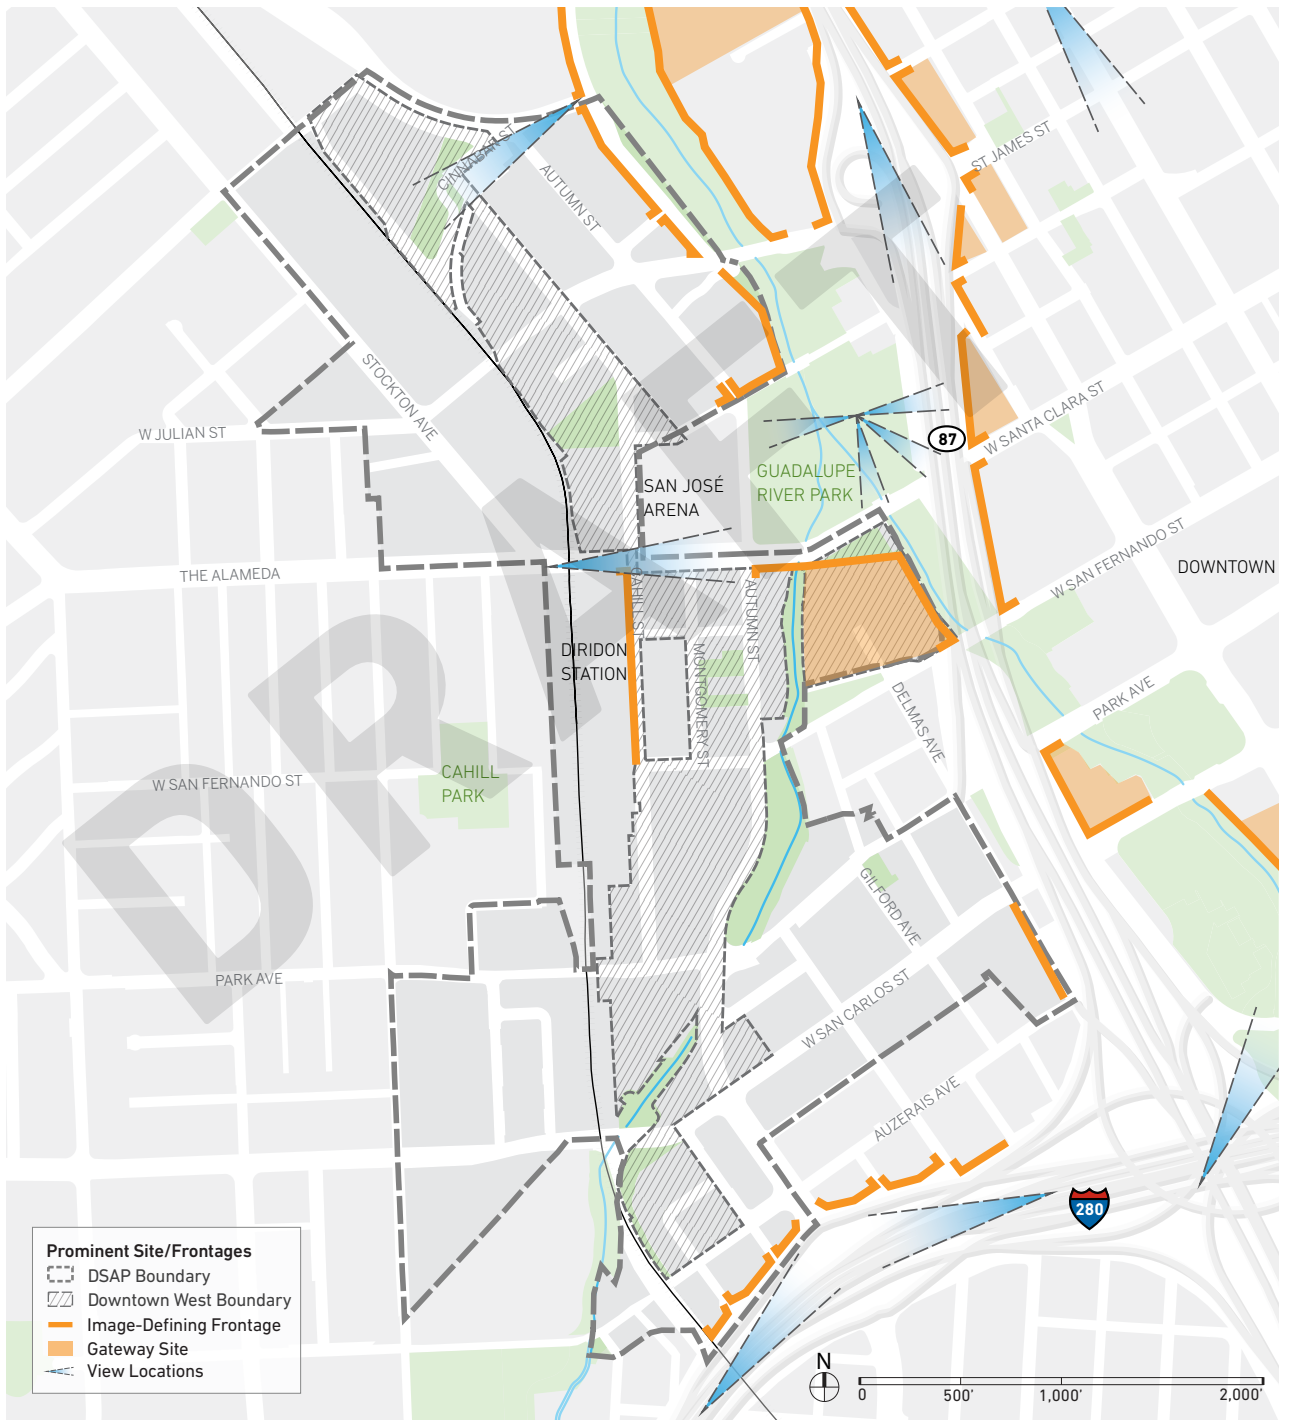 CINNABAR ST
AUTUMN ST
ST JAMES ST
STOCKTON AVE
W JULIAN ST
W SANTA CLARA ST
87
GUADALUPE
RIVER PARK
SAN JOSÉ
ARENA
THE ALAMEDA
W SAN FERNANDO ST
DOWNTOWN
CAHILL ST
AUTUMN ST
DIRIDON
STATION
MONTGOMERY ST
DELMAS AVE
PARK AVE
DRAFT
CAHILL
PARK
W SAN FERNANDO ST
GILFORD AVE
PARK AVE
W SAN CARLOS ST
AUZERAIS AVE
280
Prominent Site/Frontages
DSAP Boundary
Downtown West Boundary
Image-Defining Frontage
Gateway Site
View Locations
N
0 500' 1,000' 2,000'